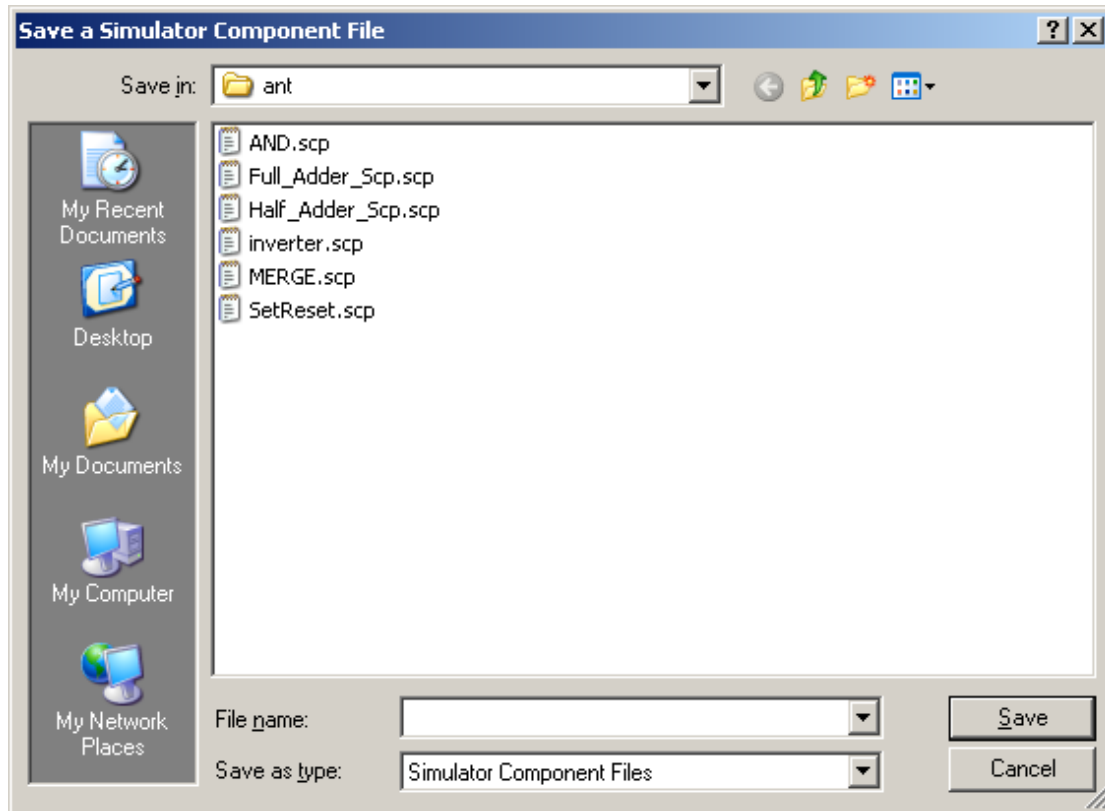 Save a Simulator Component File
Save in:
ant
AND.scp
Full_Adder_Scp.scp
Half_Adder_Scp.scp
inverter.scp
MERGE.scp
SetReset.scp
My Recent
Documents
Desktop
My Documents
My Computer
My Network
Places
File name:
Save
Save as type:
Simulator Component Files
Cancel